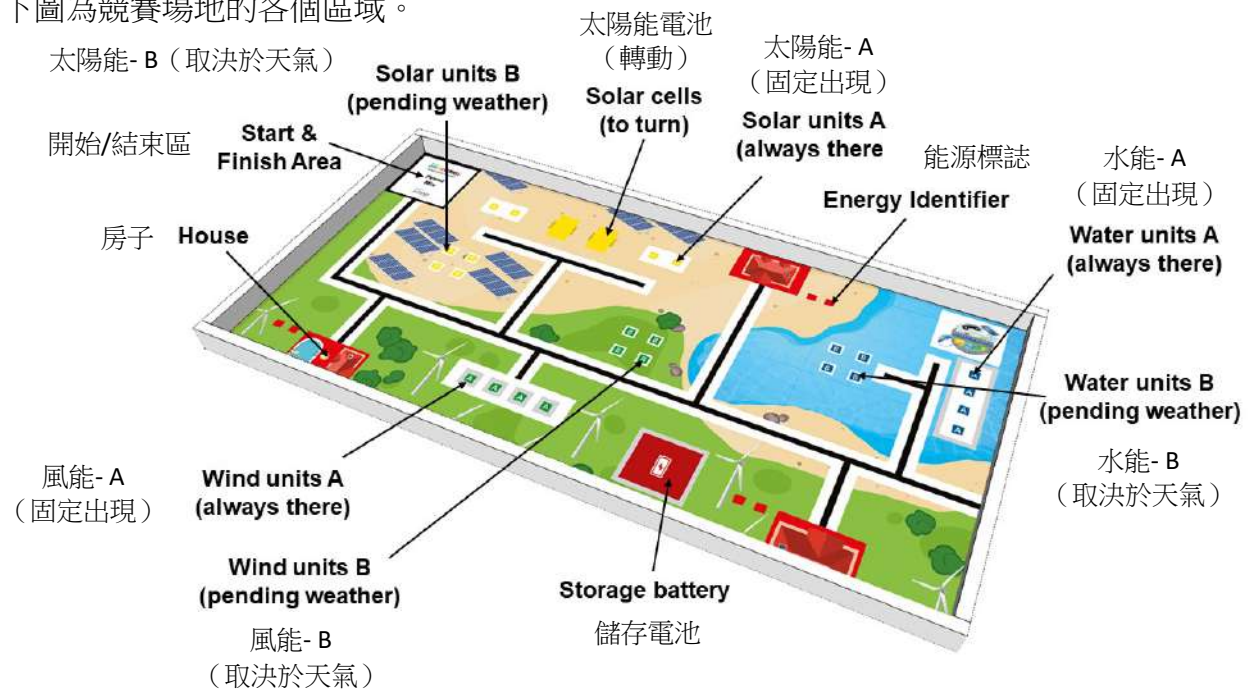 下圖為競賽場地的各個區域。
太陽能電池
（轉動）
太陽能- A
（固定出現）
太陽能- B（取決於天氣）
Solar units B
(pending weather)
Solar cells
(to turn)
Solar units A
(always there
開始/結束區
Start &
Finish Area
能源標誌
Energy Identifier
水能- A
（固定出現）
Water units A
(always there)
房子
House
Water units B
(pending weather)
水能- B
（取決於天氣）
風能- A
（固定出現）
Wind units A
(always there)
Wind units B
(pending weather)
風能- B
（取決於天氣）
Storage battery
儲存電池
A
A
A
A
A
A
A
A